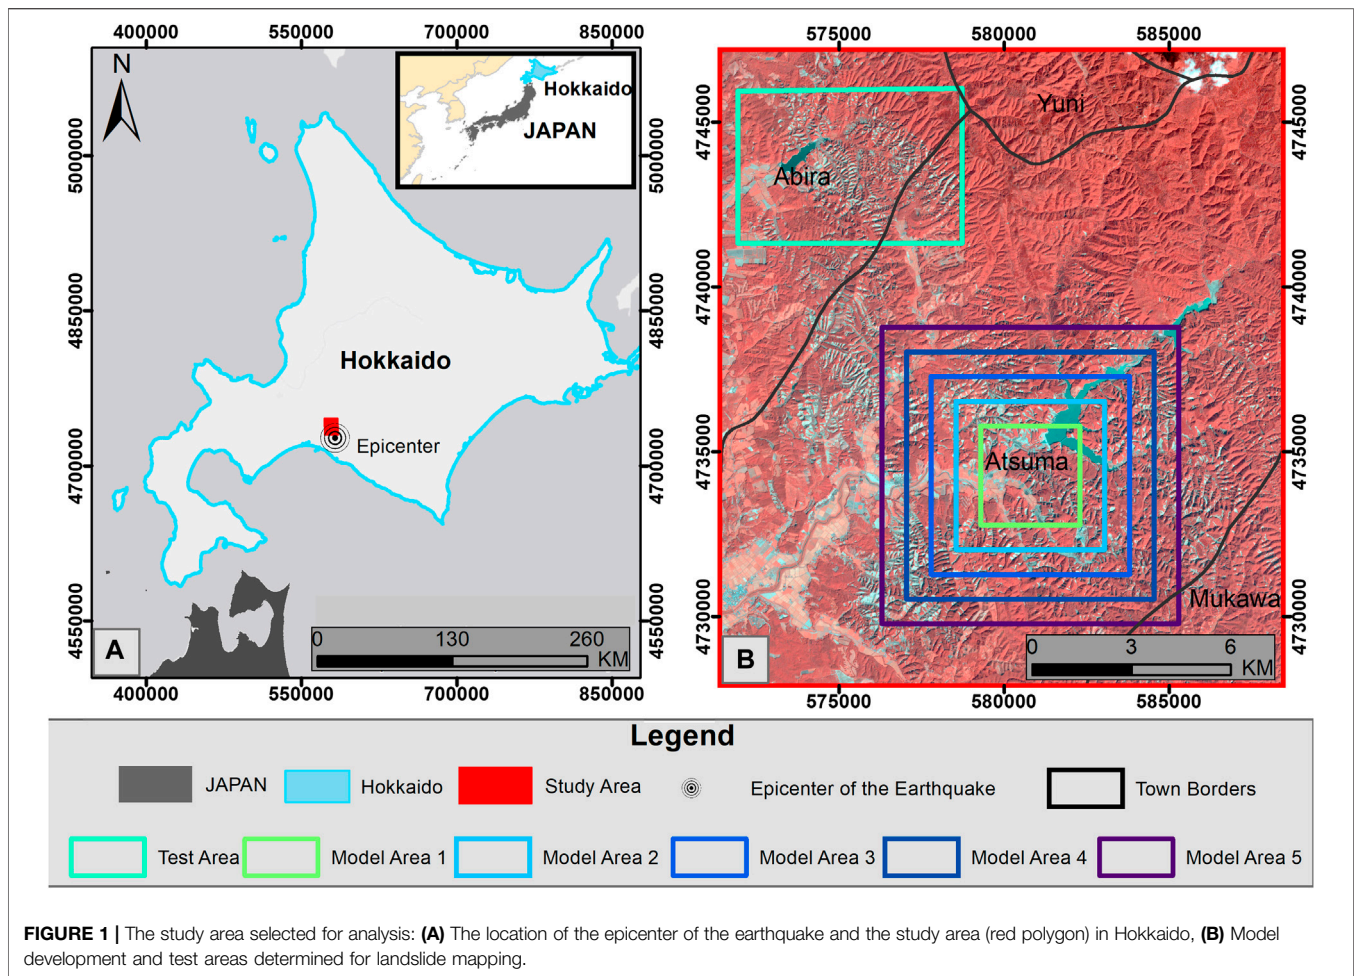 400000 550000 700000 850000
N
Hokkaido
JAPAN
5000000 5000000
4850000 4850000
Hokkaido
Epicenter
4700000 4700000
4550000 4550000
A
0 130 260
KM
400000 550000 700000 850000
575000 580000 585000
Yuni
4745000 4745000
Abira
4740000 4740000
4735000 4735000
Atsuma
Mukawa
4730000 4730000
B
0 3 6
KM
575000 580000 585000
Legend
JAPAN Hokkaido Study Area Epicenter of the Earthquake Town Borders
Test Area Model Area 1 Model Area 2 Model Area 3 Model Area 4 Model Area 5
FIGURE 1 | The study area selected for analysis: (A) The location of the epicenter of the earthquake and the study area (red polygon) in Hokkaido, (B) Model
development and test areas determined for landslide mapping.